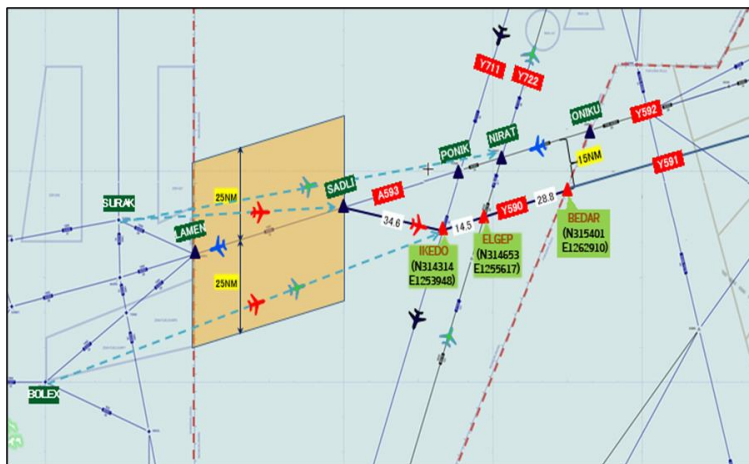 Y711
Y722
ONIKU
Y592
NIRAT
PONIK
15NM
Y591
SADLI
A593
25NM
SURAK
LAMEN
34.6
14.5
Y590
28.8
BEDAR
(N315401
E1262910)
IKEDO
(N314314
E1253948)
ELGEP
(N314653
E1255617)
25NM
BOLEX